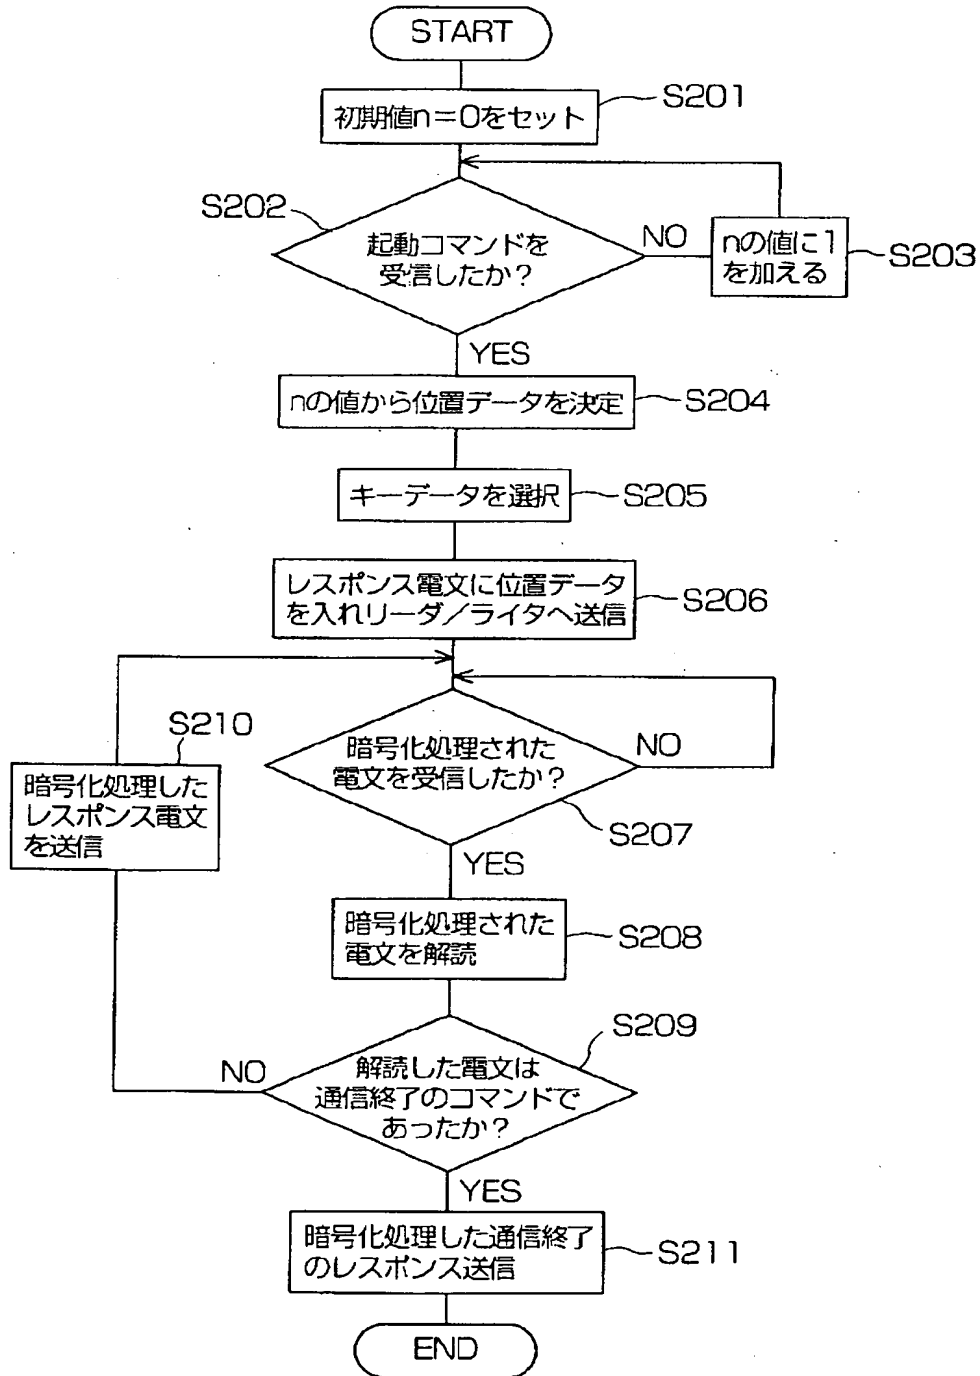 START
初期値n=0をセット
S201
S202
起動コマンドを
受信したか?
NO
nの値に1
を加える
S203
YES
nの値から位置データを決定
S204
キーデータを選択
S205
レスポンス電文に位置データ
を入れリーダ/ライタへ送信
S206
S210
暗号化処理した
レスポンス電文
を送信
暗号化処理された
電文を受信したか?
NO
S207
YES
暗号化処理された
電文を解読
S208
S209
NO
解読した電文は
通信終了のコマンドで
あったか?
YES
暗号化処理した通信終了
のレスポンス送信
S211
END